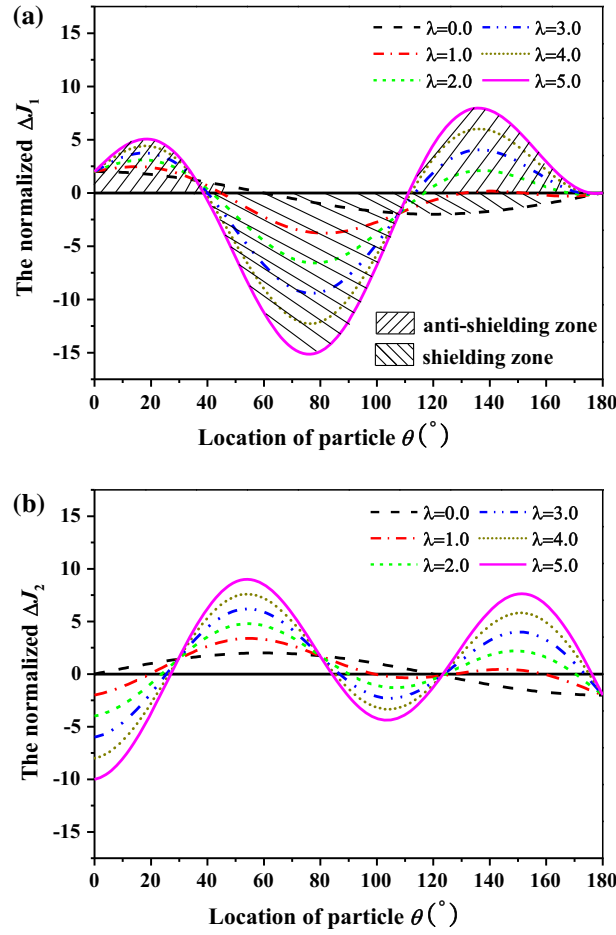 (a)
15
10
5
0
-5
-10
-15
The normalized ΔJ1
λ=0.0 λ=3.0
λ=1.0 λ=4.0
λ=2.0 λ=5.0
anti-shielding zone
shielding zone
0 20 40 60 80 100 120 140 160 180
Location of particle θ(°)
(b)
15
10
5
0
-5
-10
-15
The normalized ΔJ2
λ=0.0 λ=3.0
λ=1.0 λ=4.0
λ=2.0 λ=5.0
0 20 40 60 80 100 120 140 160 180
Location of particle θ(°)